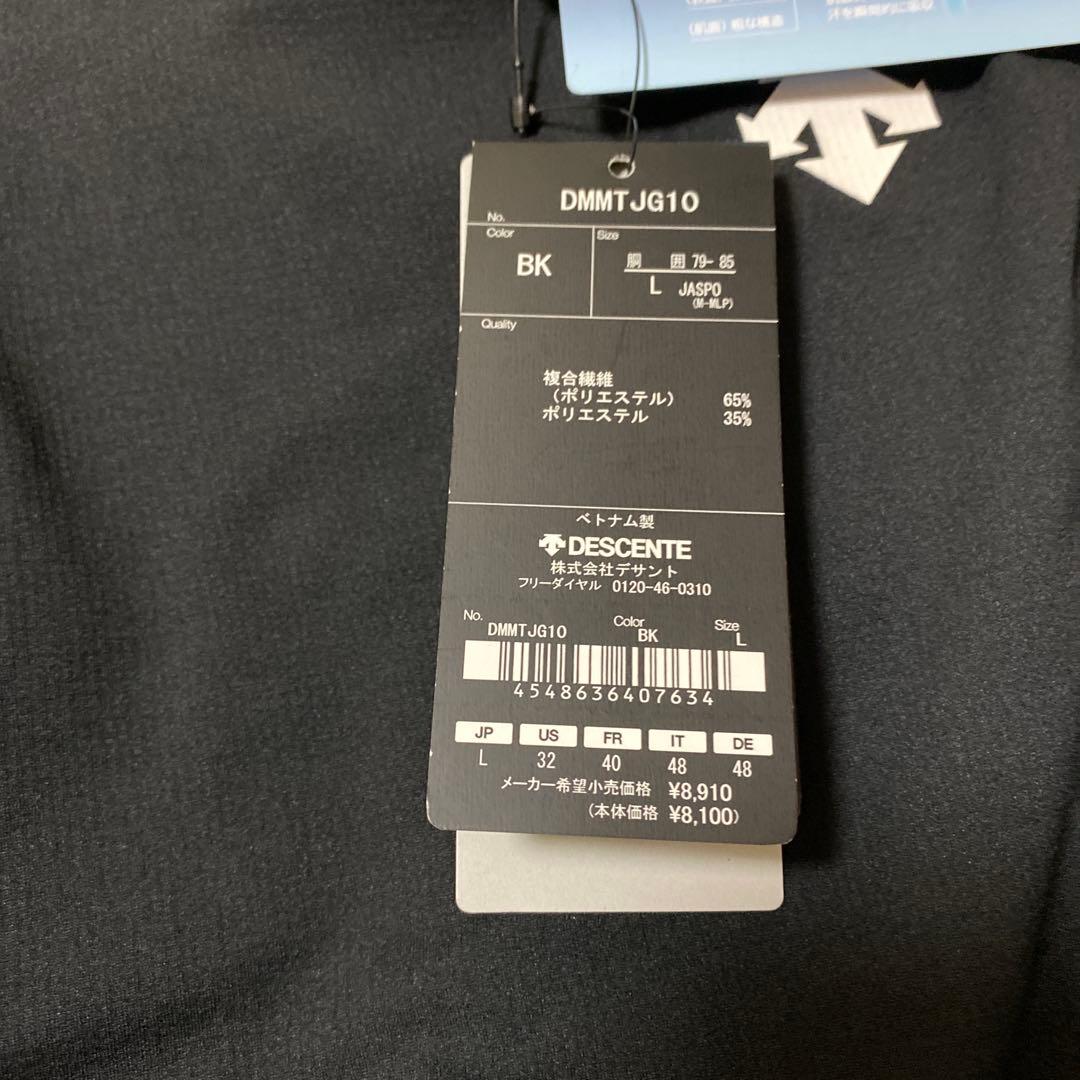 DMMTJG10
No.
Color
Size
BK
胴 囲 79-85
L JASPO
(M-MLP)
Quality
複合繊維
(ポリエステル) 65%
ポリエステル 35%
ベトナム製
DESCENTE
株式会社デサント
フリーダイヤル 0120-46-0310
No. Color Size
DMMTJG10 BK L
4548636407634
JP US FR IT DE
L 32 40 48 48
メーカー希望小売価格 ¥8,910
(本体価格 ¥8,100)